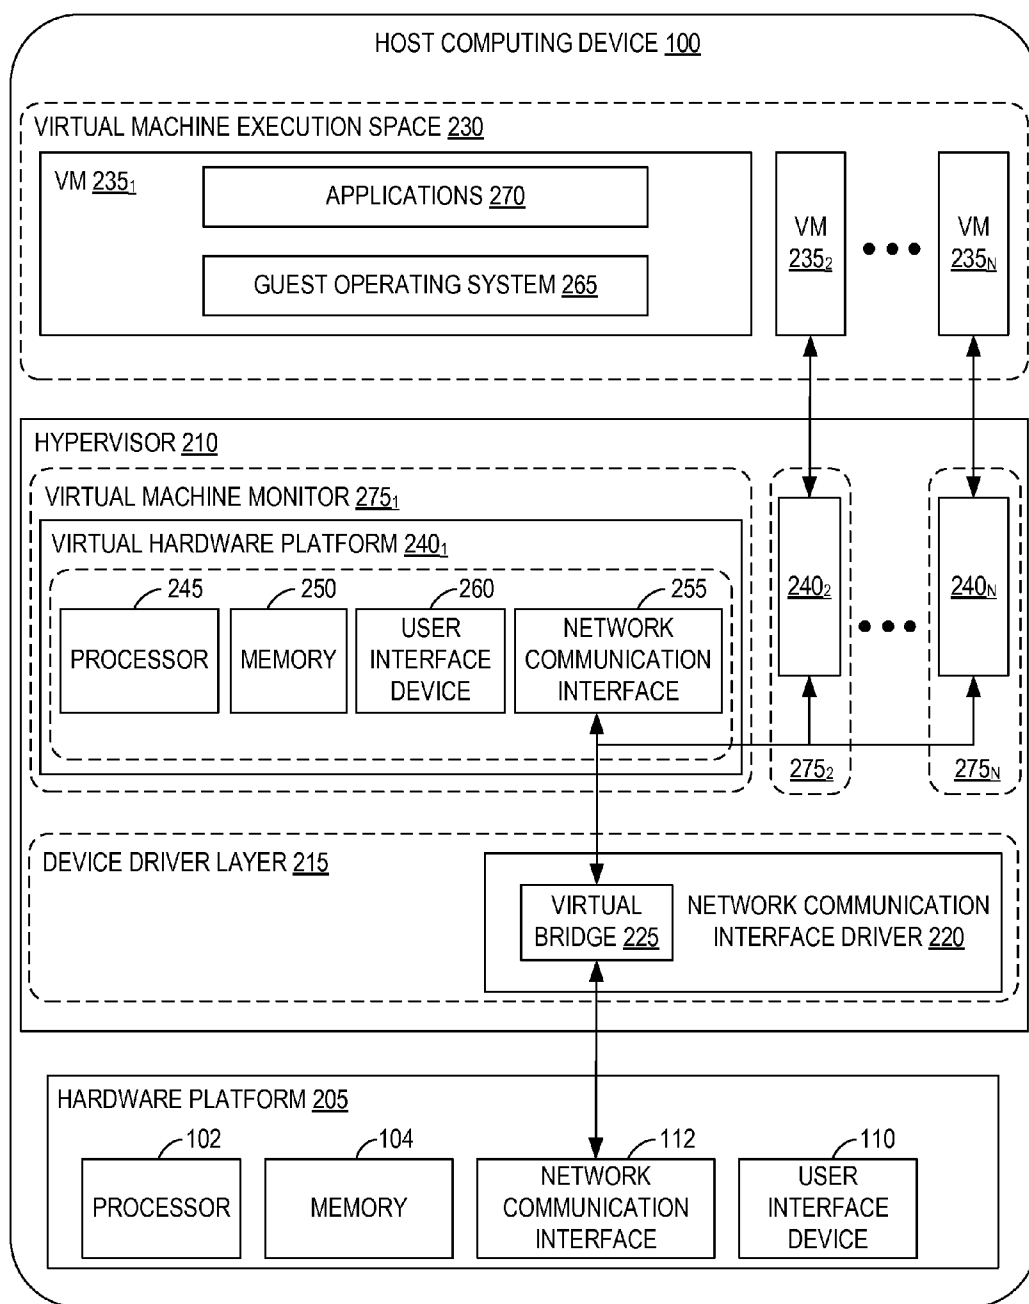 HOST COMPUTING DEVICE 100
VIRTUAL MACHINE EXECUTION SPACE 230
VM 235₁
APPLICATIONS 270
GUEST OPERATING SYSTEM 265
VM
235₂
VM
235N
HYPERVISOR 210
VIRTUAL MACHINE MONITOR 275₁
VIRTUAL HARDWARE PLATFORM 240₁
245
PROCESSOR
250
MEMORY
260
USER
INTERFACE
DEVICE
255
NETWORK
COMMUNICATION
INTERFACE
240₂
240N
275₂
275N
DEVICE DRIVER LAYER 215
VIRTUAL
BRIDGE 225
NETWORK COMMUNICATION
INTERFACE DRIVER 220
HARDWARE PLATFORM 205
102
PROCESSOR
104
MEMORY
112
NETWORK
COMMUNICATION
INTERFACE
110
USER
INTERFACE
DEVICE